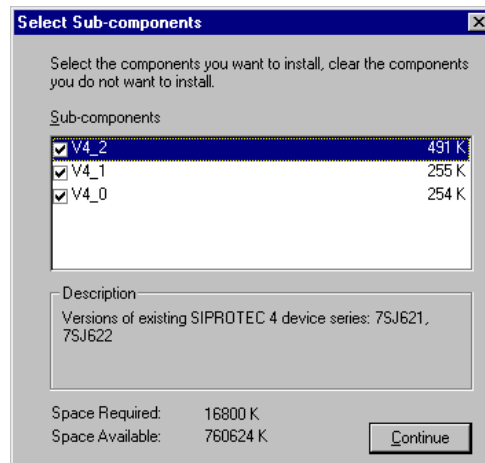 Select Sub-components
Select the components you want to install, clear the components
you do not want to install.
Sub-components
V4_2 491 K
V4_1 255 K
V4_0 254 K
Description
Versions of existing SIPROTEC 4 device series: 7SJ621,
7SJ622
Space Required: 16800 K
Space Available: 760624 K
Continue